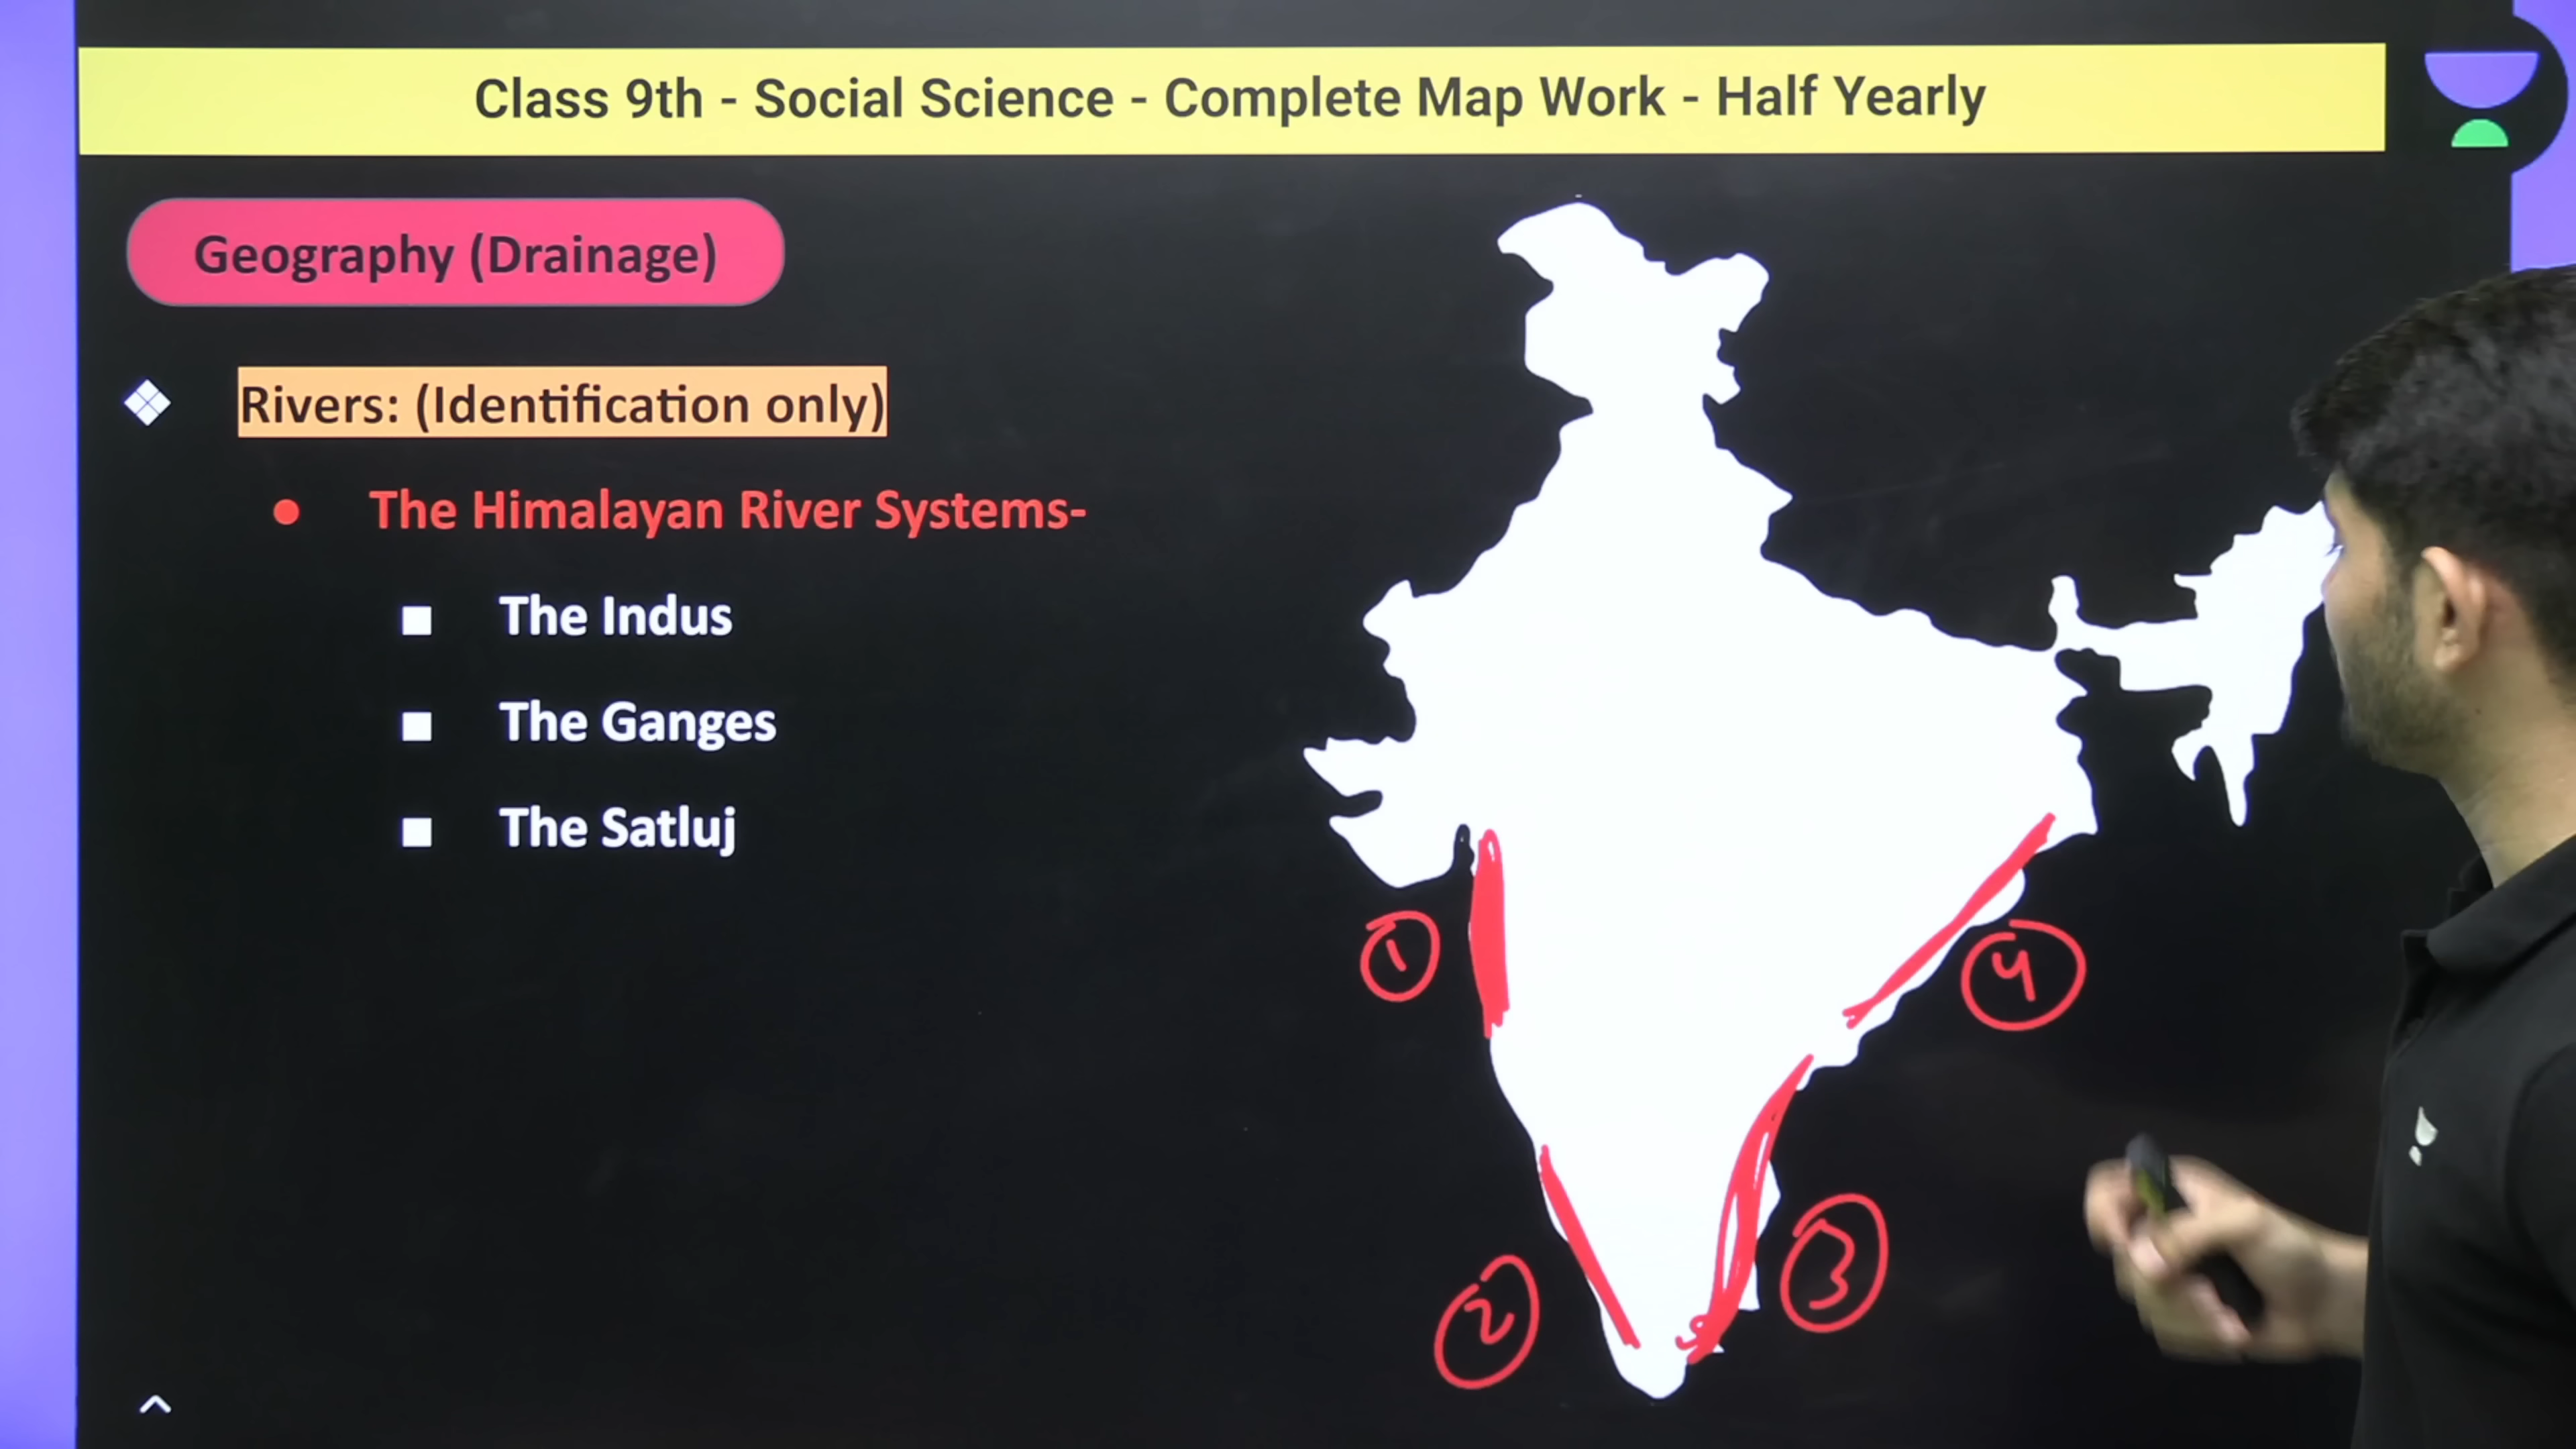 Class 9th - Social Science - Complete Map Work - Half Yearly
Geography (Drainage)
Rivers: (Identification only)
The Himalayan River Systems-
The Indus
The Ganges
The Satluj
1
4
2
3